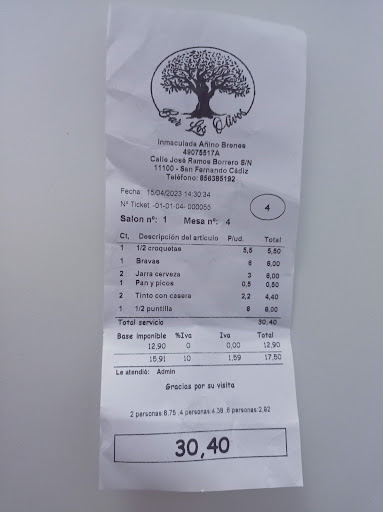 Bar Los Olivos
Inmaculada Añino Brenes
49075517A
Calle José Ramos Borrero S/N
11100 - San Fernando Cádiz
Teléfono: 856385192
Fecha: 15/04/2023 14:30:34
Nº Ticket -01-01-04- 000055
4
Salon nº: 1 Mesa nº: 4
Ct. Descripción del articulo P/ud. Total
1 1/2 croquetas 5,5 5,50
1 Bravas 6 6,00
2 Jarra cerveza 3 6,00
1 Pan y picos 0,5 0,50
2 Tinto con casera 2,2 4,40
1 1/2 puntilla 8 8,00
Total servicio 30,40
Base imponible %Iva Iva Total
12,90 0 0,00 12,90
15,91 10 1,59 17,50
Le atendió: Admin
Gracias por su visita
2 personas:8,75 ,4 personas:4,38 ,6 personas:2,92
30,40